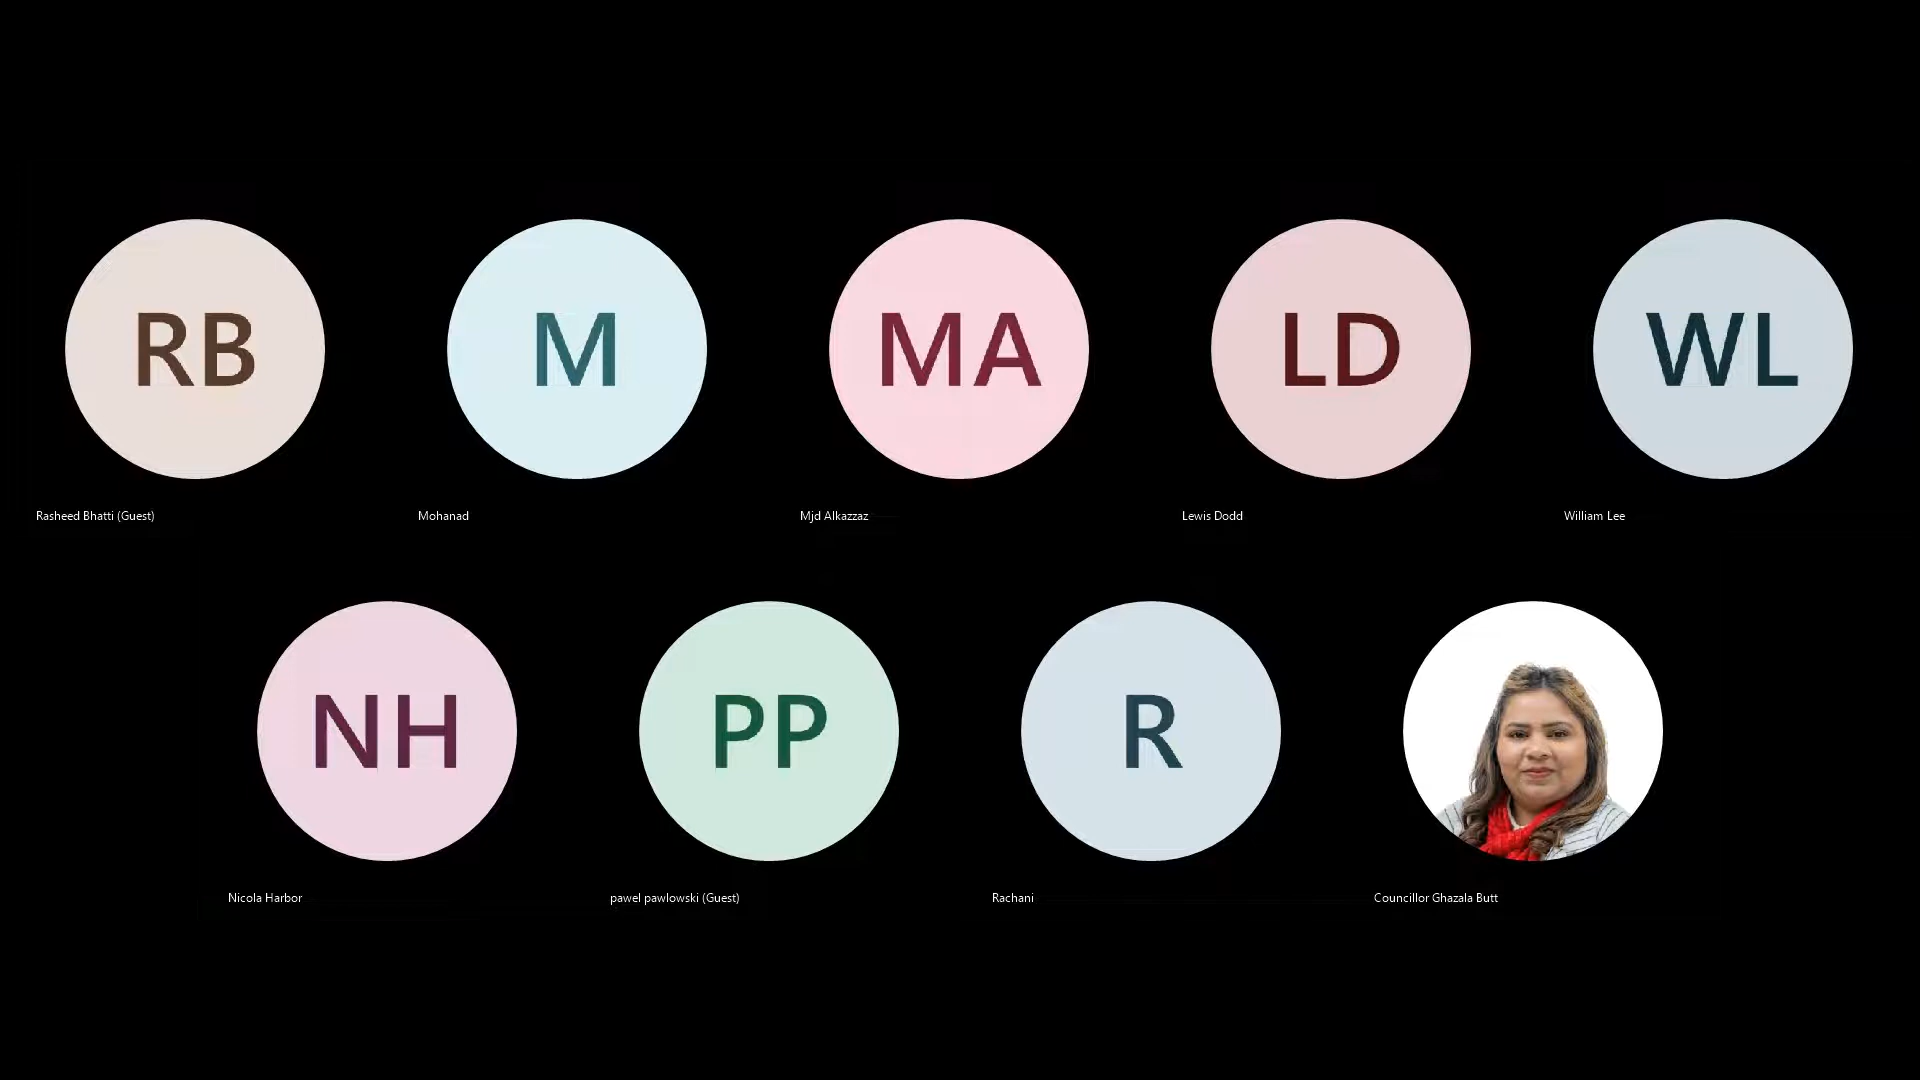 RB
M
MA
LD
WL
Rasheed Bhatti (Guest)
Mohanad
Mjd Alkazzaz
Lewis Dodd
William Lee
NH
PP
R
Nicola Harbor
pawel pawlowski (Guest)
Rachani
Councillor Ghazala Butt